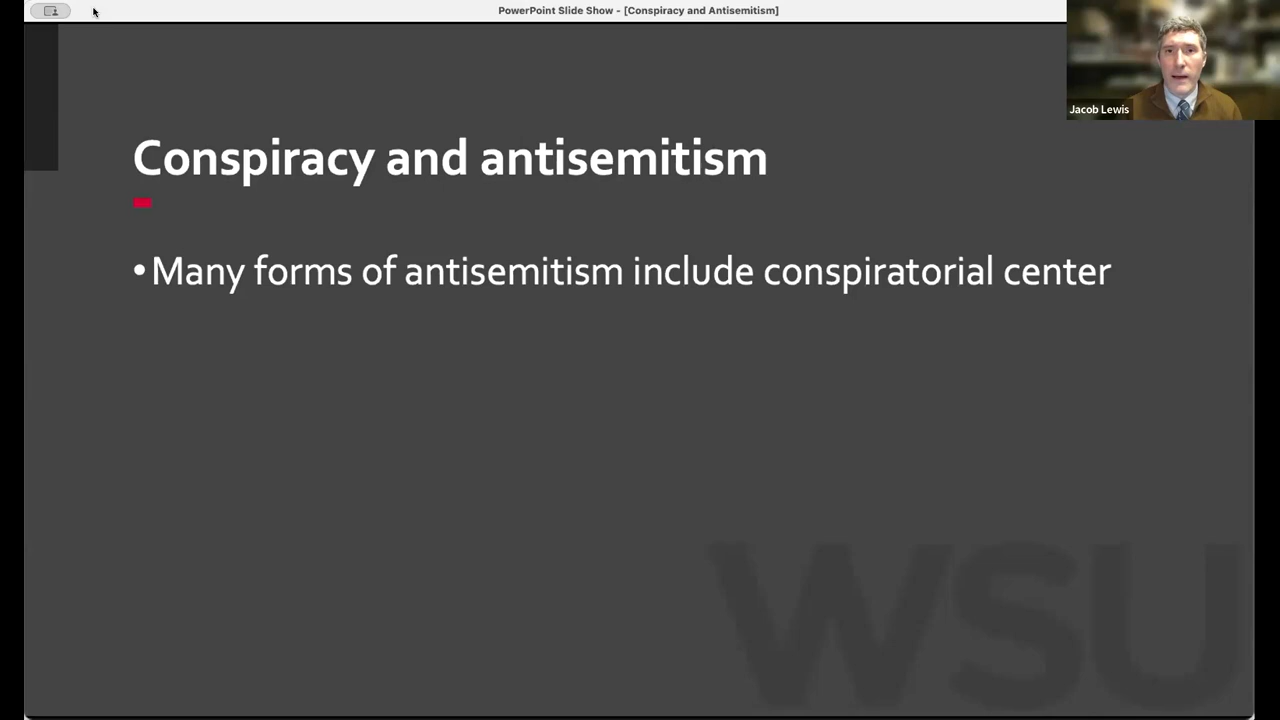 PowerPoint Slide Show - [Conspiracy and Antisemitism]
Jacob Lewis
Conspiracy and antisemitism
•Many forms of antisemitism include conspiratorial center
WSU